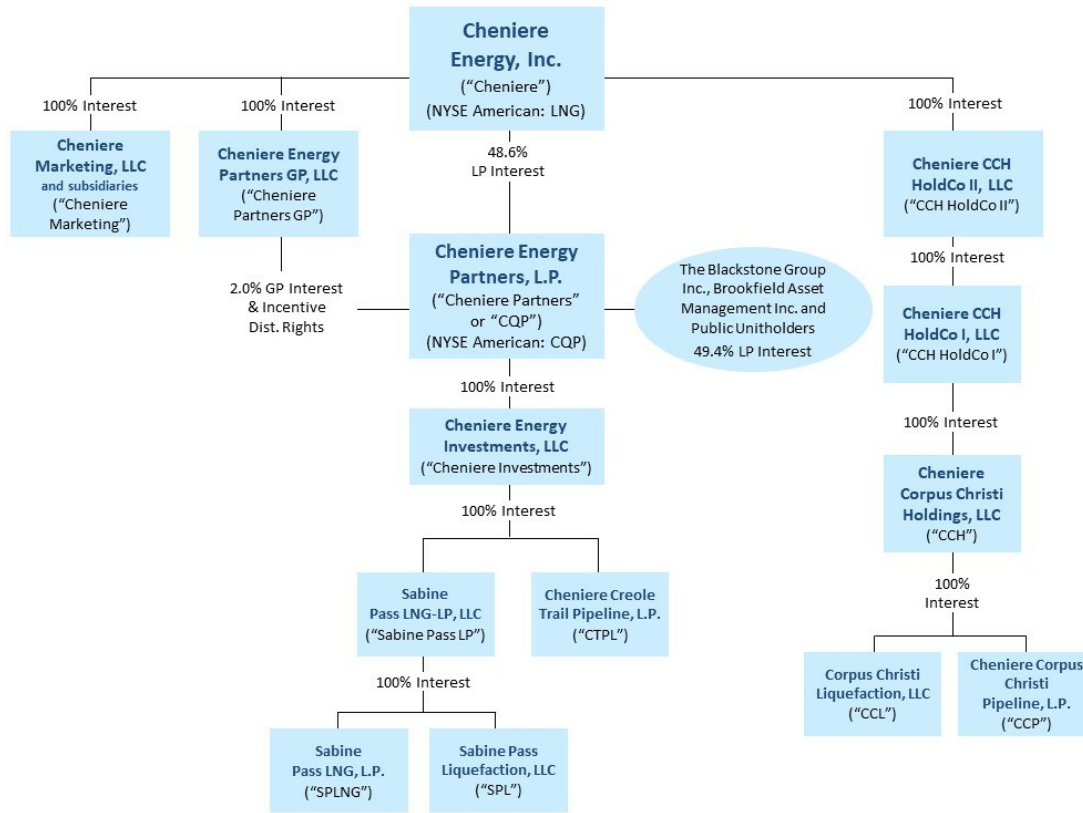 Cheniere
Energy, Inc.
(“Cheniere”)
(NYSE American: LNG)
100% Interest
100% Interest
100% Interest
Cheniere
Marketing, LLC
and subsidiaries
(“Cheniere
Marketing”)
Cheniere Energy
Partners GP, LLC
(“Cheniere
Partners GP”)
48.6%
LP Interest
Cheniere CCH
HoldCo II, LLC
(“CCH HoldCo II”)
2.0% GP Interest
& Incentive
Dist. Rights
Cheniere Energy
Partners, L.P.
(“Cheniere Partners”
or “CQP”)
(NYSE American: CQP)
The Blackstone Group
Inc., Brookfield Asset
Management Inc. and
Public Unitholders
49.4% LP Interest
100% Interest
Cheniere CCH
HoldCo I, LLC
(“CCH HoldCo I”)
100% Interest
Cheniere Energy
Investments, LLC
(“Cheniere Investments”)
100% Interest
Cheniere
Corpus Christi
Holdings, LLC
(“CCH”)
100% Interest
Sabine
Pass LNG-LP, LLC
(“Sabine Pass LP”)
Cheniere Creole
Trail Pipeline, L.P.
(“CTPL”)
100%
Interest
Corpus Christi
Liquefaction, LLC
(“CCL”)
Cheniere Corpus
Christi
Pipeline, L.P.
(“CCP”)
100% Interest
Sabine
Pass LNG, L.P.
(“SPLNG”)
Sabine Pass
Liquefaction, LLC
(“SPL”)